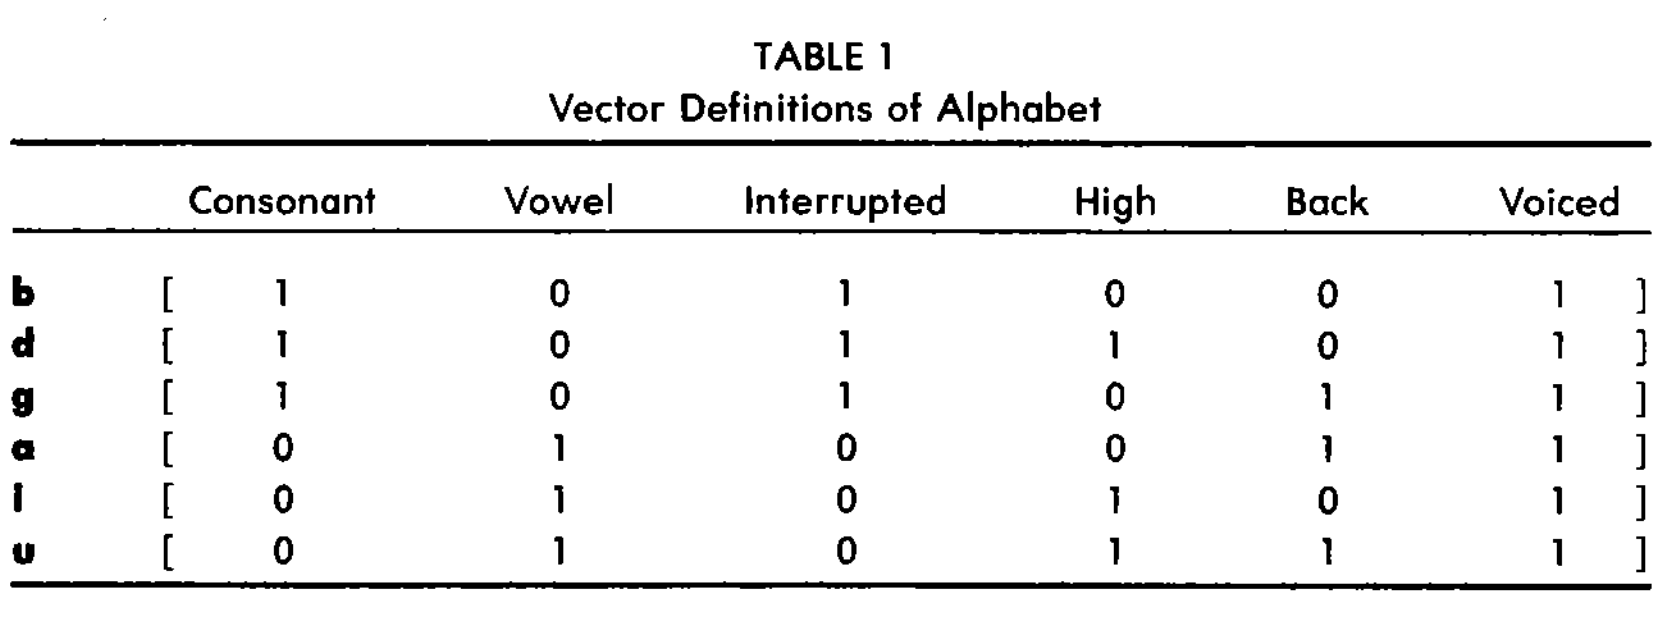 TABLE 1
Vector Definitions of Alphabet
Consonant Vowel Interrupted High Back Voiced
b [ 1 0 1 0 0 1 ]
d [ 1 0 1 1 0 1 ]
g [ 1 0 1 0 1 1 ]
a [ 0 1 0 0 1 1 ]
i [ 0 1 0 1 0 1 ]
u [ 0 1 0 1 1 1 ]